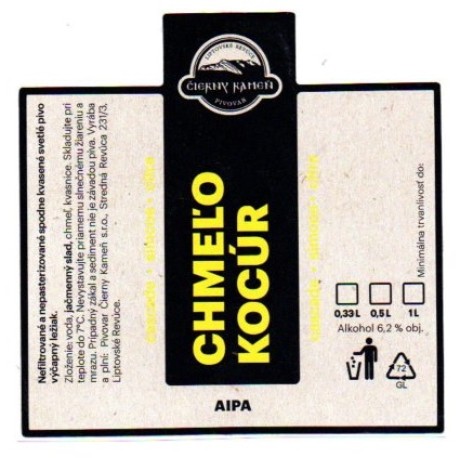 LIPTOVSKÉ REVÚCE
ČIERNY KAMEŇ
PIVOVAR
CHMEĽO
KOCÚR
AIPA
Nefiltrované a nepasterizované spodne kvasené svetlé pivo
výčapný ležiak.
Zloženie: voda, jačmenný slad, chmel, kvasnice. Skladujte pri
teplote do 7°C. Nevystavujte priamemu slnečnému žiareniu a
mrazu. Prípadný zákal a sediment nie je závadou piva. Vyrába
a plní: Pivovar Čierny Kameň s.r.o., Stredná Revúca 231/3,
Liptovské Revúce.
Minimálna trvanlivosť do:
0,33 L 0,5 L 1 L
Alkohol 6,2 % obj.
72
GL